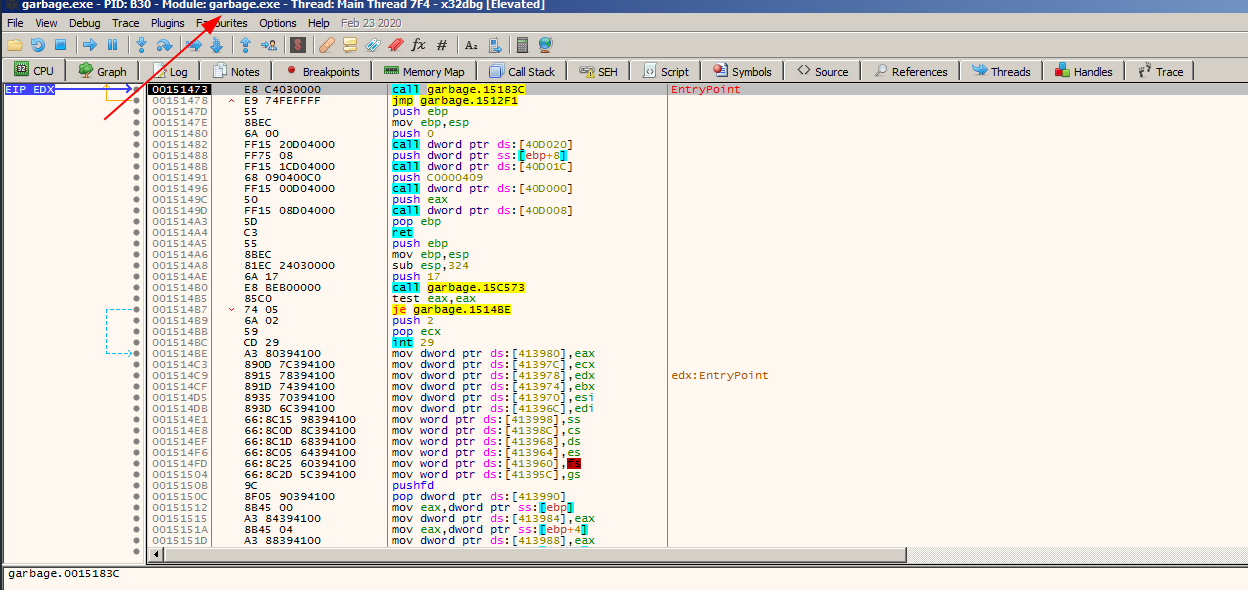 garbage.exe - PID: B30 - Module: garbage.exe - Thread: Main Thread 7F4 - x32dbg [Elevated]
File View Debug Trace Plugins Favourites Options Help Feb 23 2020
CPU Graph Log Notes Breakpoints Memory Map Call Stack SEH Script Symbols Source References Threads Handles Trace
EIP EDX 00151473 E8 C4030000 call garbage.15183C EntryPoint
00151478 E9 74FEFFFF jmp garbage.1512F1
0015147D 55 push ebp
0015147E 8BEC mov ebp,esp
00151480 6A 00 push 0
00151482 FF15 20D04000 call dword ptr ds:[40D020]
00151488 FF75 08 push dword ptr ss:[ebp+8]
0015148B FF15 1CD04000 call dword ptr ds:[40D01C]
00151491 68 090400C0 push C0000409
00151496 FF15 00D04000 call dword ptr ds:[40D000]
0015149C 50 push eax
0015149D FF15 08D04000 call dword ptr ds:[40D008]
001514A3 5D pop ebp
001514A4 C3 ret
001514A5 55 push ebp
001514A6 8BEC mov ebp,esp
001514A8 81EC 24030000 sub esp,324
001514AE 6A 17 push 17
001514B0 E8 BEB00000 call garbage.15C573
001514B5 85C0 test eax,eax
001514B7 74 05 je garbage.1514BE
001514B9 6A 02 push 2
001514BB 59 pop ecx
001514BC CD 29 int 29
001514BE A3 80394100 mov dword ptr ds:[413980],eax
001514C3 890D 7C394100 mov dword ptr ds:[41397C],ecx
001514C9 8915 78394100 mov dword ptr ds:[413978],edx edx:EntryPoint
001514CF 891D 74394100 mov dword ptr ds:[413974],ebx
001514D5 8935 70394100 mov dword ptr ds:[413970],esi
001514DB 893D 6C394100 mov dword ptr ds:[41396C],edi
001514E1 66:8C15 98394100 mov word ptr ds:[413998],ss
001514E8 66:8C0D 8C394100 mov word ptr ds:[41398C],cs
001514EF 66:8C1D 68394100 mov word ptr ds:[413968],ds
001514F6 66:8C05 64394100 mov word ptr ds:[413964],es
001514FD 66:8C25 60394100 mov word ptr ds:[413960],fs
00151504 66:8C2D 5C394100 mov word ptr ds:[41395C],gs
0015150B 9C pushfd
0015150C 8F05 90394100 pop dword ptr ds:[413990]
00151512 8B45 00 mov eax,dword ptr ss:[ebp]
00151515 A3 84394100 mov dword ptr ds:[413984],eax
0015151A 8B45 04 mov eax,dword ptr ss:[ebp+4]
0015151D A3 88394100 mov dword ptr ds:[413988],eax
garbage.0015183C